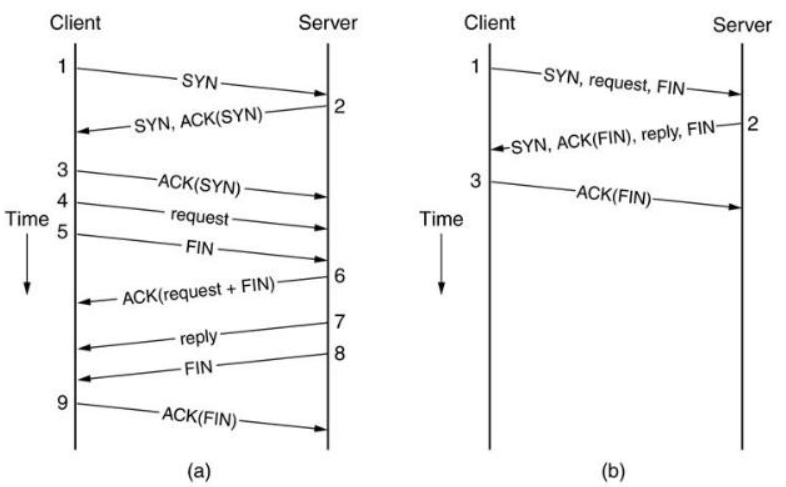 Client Server
1 SYN
2 SYN, ACK(SYN)
3 ACK(SYN)
4 request
5 FIN
6 ACK(request + FIN)
7 reply
8 FIN
9 ACK(FIN)
Time
(a)
Client Server
1 SYN, request, FIN
2 SYN, ACK(FIN), reply, FIN
3 ACK(FIN)
Time
(b)